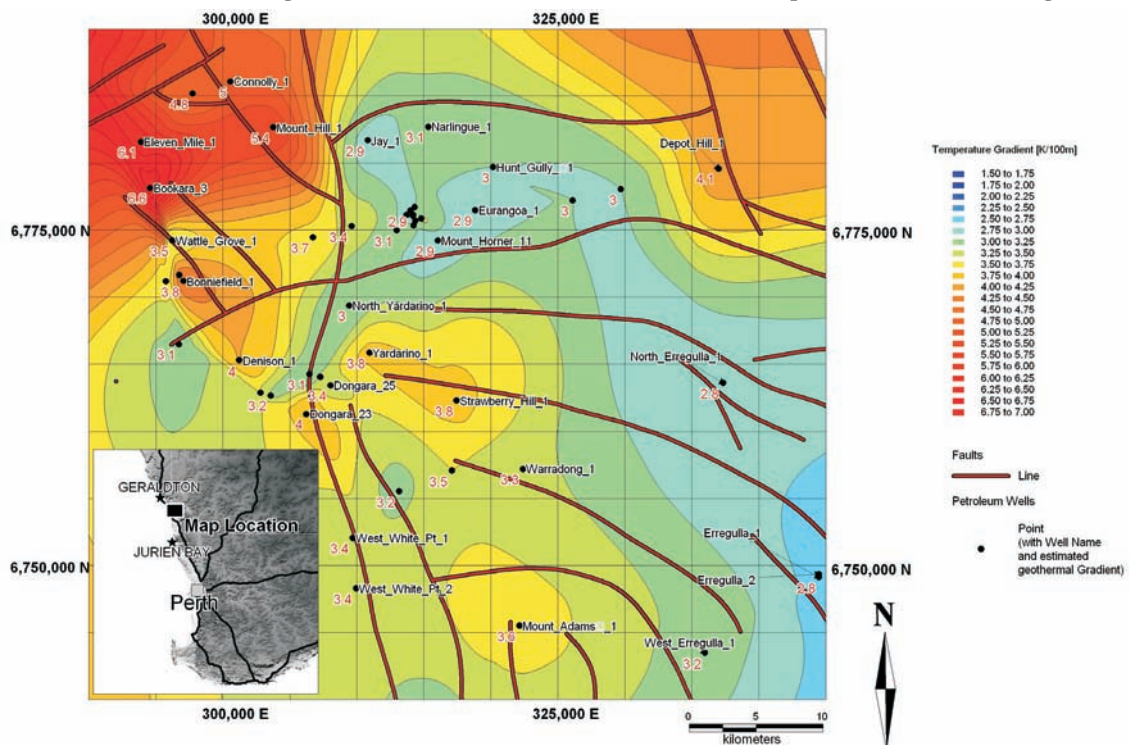 300,000 E 325,000 E
Connolly_1
4.8
5
Mount_Hill_1
5.4
Narlingue_1
3.1
Eleven_Mile_1
6.1
Jay_1
2.9
Depot_Hill_1
4.1
Hunt_Gully_1
3
Bookara_3
6.6
3
3
Eurangoa_1
2.9
2.9
6,775,000 N
Wattle_Grove_1
3.5
3.7
3.4
3.1
Mount_Horner_11
2.9
6,775,000 N
Bonniefield_1
3.8
North_Yardarino_1
3
3.1
Denison_1
4
Yardarino_1
3.8
North_Erregulla_1
2.8
3.1
3.4
Dongara_25
3.2
Strawberry_Hill_1
3.8
Dongara_23
4
3.5
Warradong_1
3.3
3.2
West_White_Pt_1
3.4
Erregulla_1
6,750,000 N
Erregulla_2
2.8
West_White_Pt_2
3.4
Mount_Adams_1
3.6
West_Erregulla_1
3.2
GERALDTON
Map Location
JURIEN BAY
Perth
300,000 E 325,000 E
0 5 10
kilometers
Temperature Gradient [K/100m]
1.50 to 1.75
1.75 to 2.00
2.00 to 2.25
2.25 to 2.50
2.50 to 2.75
2.75 to 3.00
3.00 to 3.25
3.25 to 3.50
3.50 to 3.75
3.75 to 4.00
4.00 to 4.25
4.25 to 4.50
4.50 to 4.75
4.75 to 5.00
5.00 to 5.25
5.25 to 5.50
5.50 to 5.75
5.75 to 6.00
6.00 to 6.25
6.25 to 6.50
6.50 to 6.75
6.75 to 7.00
Faults
Line
Petroleum Wells
Point
(with Well Name
and estimated
geothermal Gradient)
6,750,000 N
N